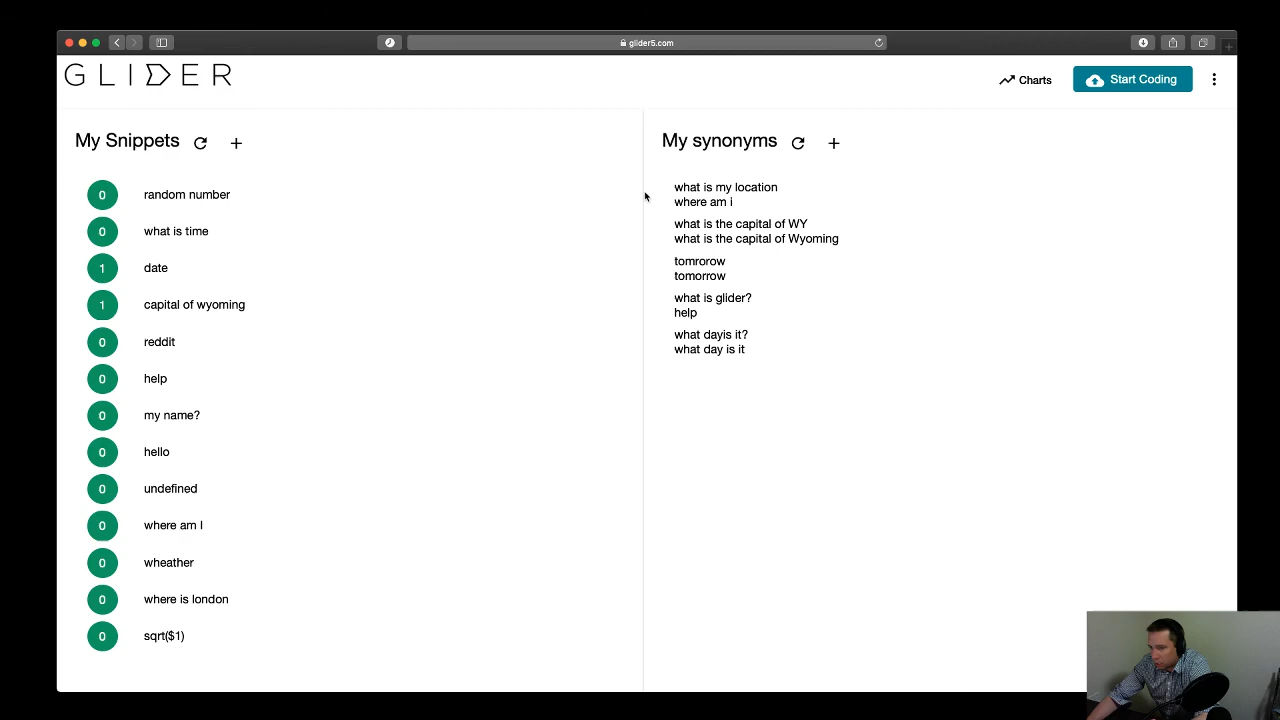 glider5.com
GLIDER
Charts
Start Coding
My Snippets
0 random number
0 what is time
1 date
1 capital of wyoming
0 reddit
0 help
0 my name?
0 hello
0 undefined
0 where am I
0 wheather
0 where is london
0 sqrt($1)
My synonyms
what is my location
where am i
what is the capital of WY
what is the capital of Wyoming
tomrorow
tomorrow
what is glider?
help
what dayis it?
what day is it